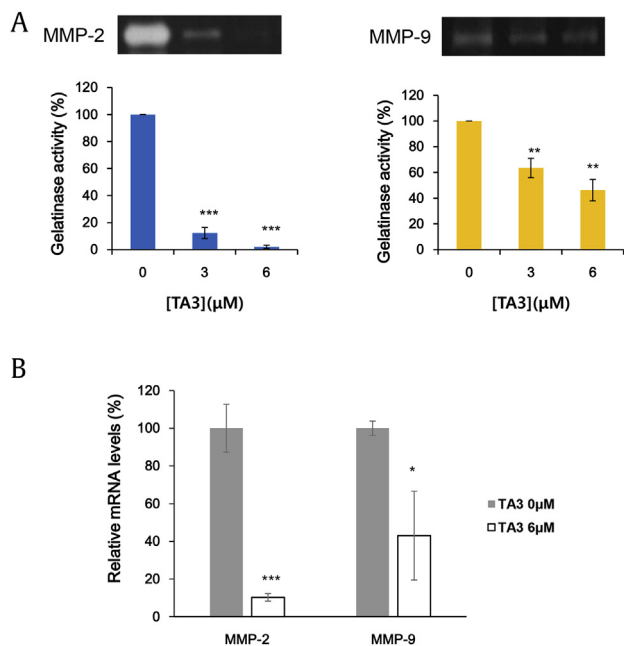 A
MMP-2
MMP-9
Gelatinase activity (%)
120
100
80
60
40
20
0
***
***
0 3 6
[TA3](µM)
Gelatinase activity (%)
120
100
80
60
40
20
0
**
**
0 3 6
[TA3](µM)
B
Relative mRNA levels (%)
120
100
80
60
40
20
0
***
*
MMP-2 MMP-9
TA3 0µM
TA3 6µM